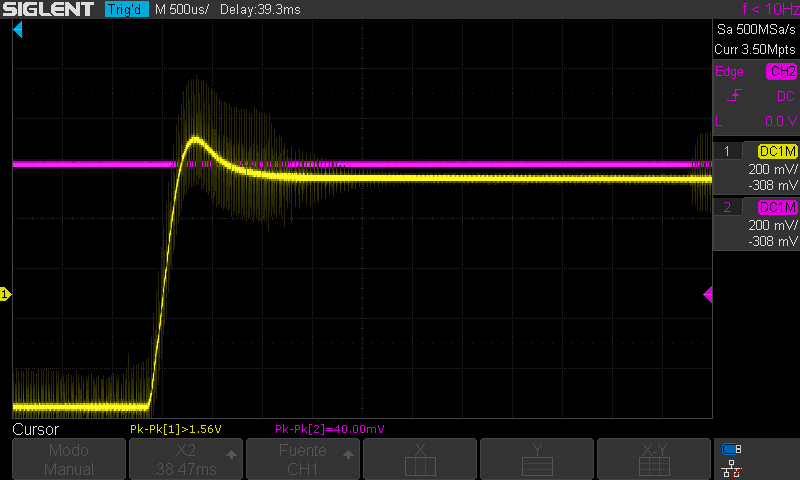 SIGLENT Trig'd M 500us/ Delay:39.3ms f < 10Hz
Sa 500MSa/s
Curr 3.50Mpts
Edge CH2
DC
L 0.0 V
1 DC1M
200 mV/
-308 mV
2 DC1M
200 mV/
-308 mV
1
Cursor Pk-Pk[1]>1.56V Pk-Pk[2]=40.00mV
Modo
Manual
X2
38.47ms
Fuente
CH1
X
Y
X-Y